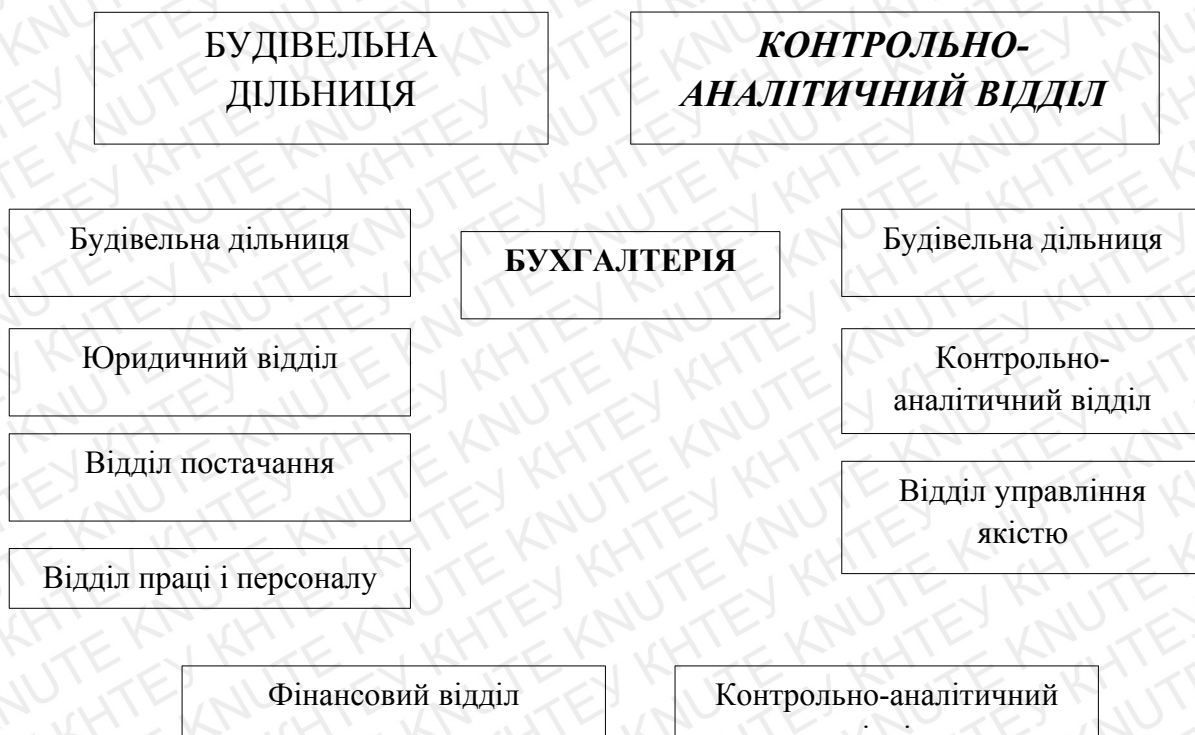 БУДІВЕЛЬНА
ДІЛЬНИЦЯ
КОНТРОЛЬНО-
АНАЛІТИЧНИЙ ВІДДІЛ
Будівельна дільниця
БУХГАЛТЕРІЯ
Будівельна дільниця
Юридичний відділ
Контрольно-
аналітичний відділ
Відділ постачання
Відділ управління
якістю
Відділ праці і персоналу
Фінансовий відділ
Контрольно-аналітичний